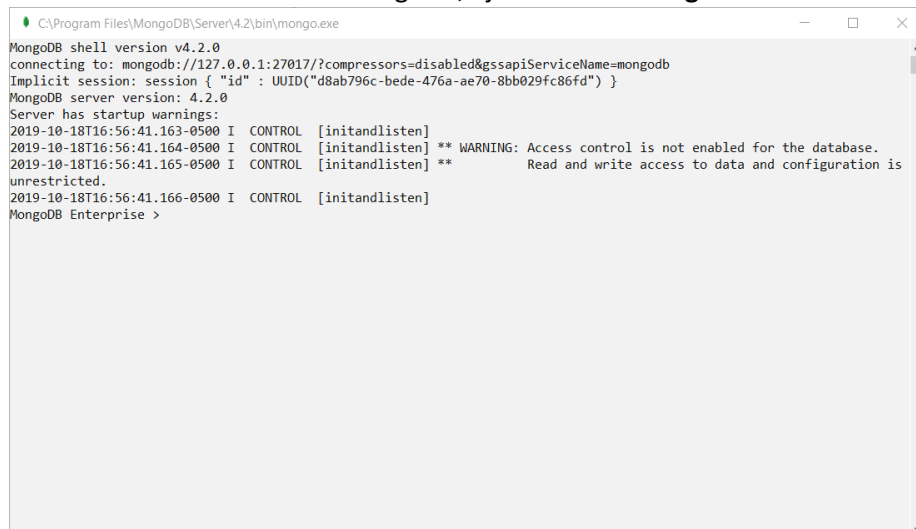 C:\Program Files\MongoDB\Server\4.2\bin\mongo.exe
MongoDB shell version v4.2.0
connecting to: mongodb://127.0.0.1:27017/?compressors=disabled&gssapiServiceName=mongodb
Implicit session: session { "id" : UUID("d8ab796c-bede-476a-ae70-8bb029fc86fd") }
MongoDB server version: 4.2.0
Server has startup warnings:
2019-10-18T16:56:41.163-0500 I  CONTROL  [initandlisten]
2019-10-18T16:56:41.164-0500 I  CONTROL  [initandlisten] ** WARNING: Access control is not enabled for the database.
2019-10-18T16:56:41.165-0500 I  CONTROL  [initandlisten] **          Read and write access to data and configuration is
unrestricted.
2019-10-18T16:56:41.166-0500 I  CONTROL  [initandlisten]
MongoDB Enterprise >